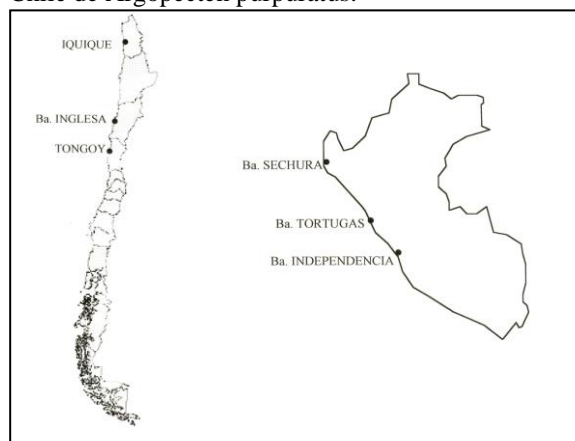 Chile de Argopecten purpuratus.
IQUIQUE
Ba. INGLESA
TONGOY
Ba. SECHURA
Ba. TORTUGAS
Ba. INDEPENDENCIA